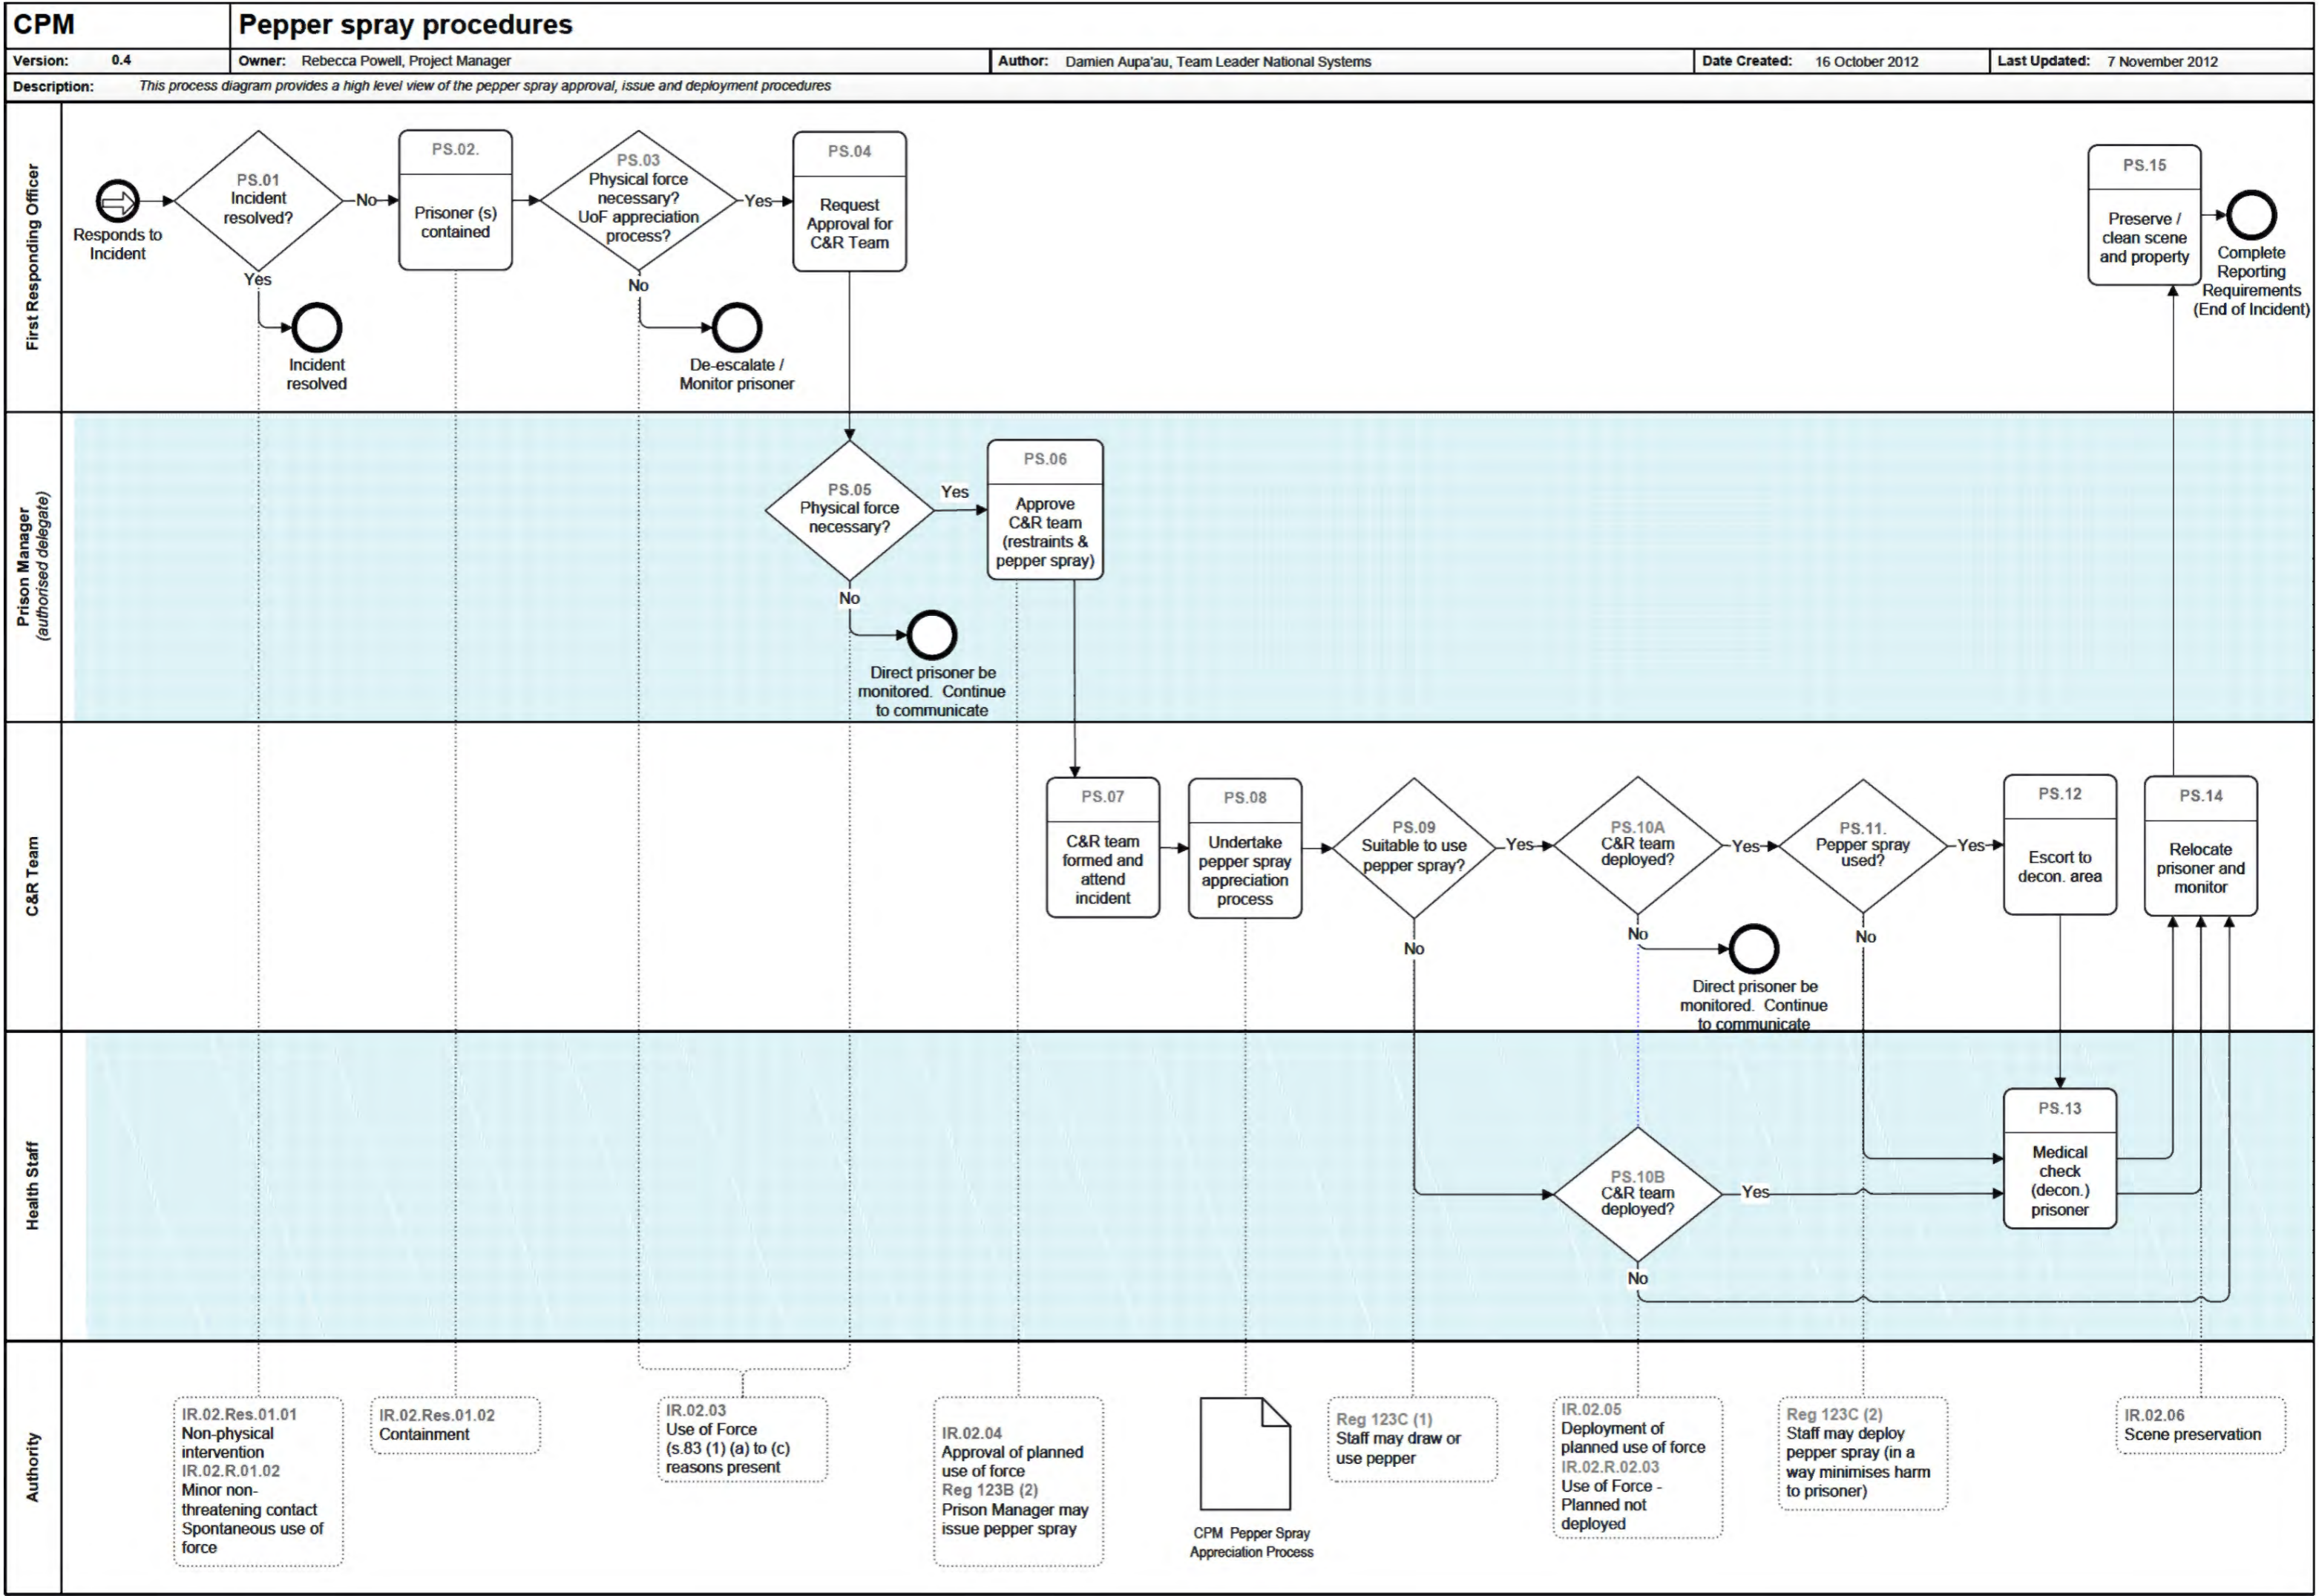 CPM
Pepper spray procedures
Version: 0.4
Owner: Rebecca Powell, Project Manager
Author: Damien Aupa'au, Team Leader National Systems
Date Created: 16 October 2012
Last Updated: 7 November 2012
Description: This process diagram provides a high level view of the pepper spray approval, issue and deployment procedures
First Responding Officer
Responds to
Incident
PS.01
Incident
resolved?
No
Yes
Incident
resolved
PS.02.
Prisoner (s)
contained
PS.03
Physical force
necessary?
UoF appreciation
process?
Yes
No
De-escalate /
Monitor prisoner
PS.04
Request
Approval for
C&R Team
PS.15
Preserve /
clean scene
and property
Complete
Reporting
Requirements
(End of Incident)
Prison Manager
(authorised delegate)
PS.05
Physical force
necessary?
Yes
No
Direct prisoner be
monitored. Continue
to communicate
PS.06
Approve
C&R team
(restraints &
pepper spray)
C&R Team
PS.07
C&R team
formed and
attend
incident
PS.08
Undertake
pepper spray
appreciation
process
PS.09
Suitable to use
pepper spray?
Yes
No
PS.10A
C&R team
deployed?
Yes
No
Direct prisoner be
monitored. Continue
to communicate
PS.11.
Pepper spray
used?
Yes
No
PS.12
Escort to
decon. area
PS.14
Relocate
prisoner and
monitor
Health Staff
PS.10B
C&R team
deployed?
Yes
No
PS.13
Medical
check
(decon.)
prisoner
Authority
IR.02.Res.01.01
Non-physical
intervention
IR.02.R.01.02
Minor non-
threatening contact
Spontaneous use of
force
IR.02.Res.01.02
Containment
IR.02.03
Use of Force
(s.83 (1) (a) to (c)
reasons present
IR.02.04
Approval of planned
use of force
Reg 123B (2)
Prison Manager may
issue pepper spray
CPM Pepper Spray
Appreciation Process
Reg 123C (1)
Staff may draw or
use pepper
IR.02.05
Deployment of
planned use of force
IR.02.R.02.03
Use of Force -
Planned not
deployed
Reg 123C (2)
Staff may deploy
pepper spray (in a
way minimises harm
to prisoner)
IR.02.06
Scene preservation